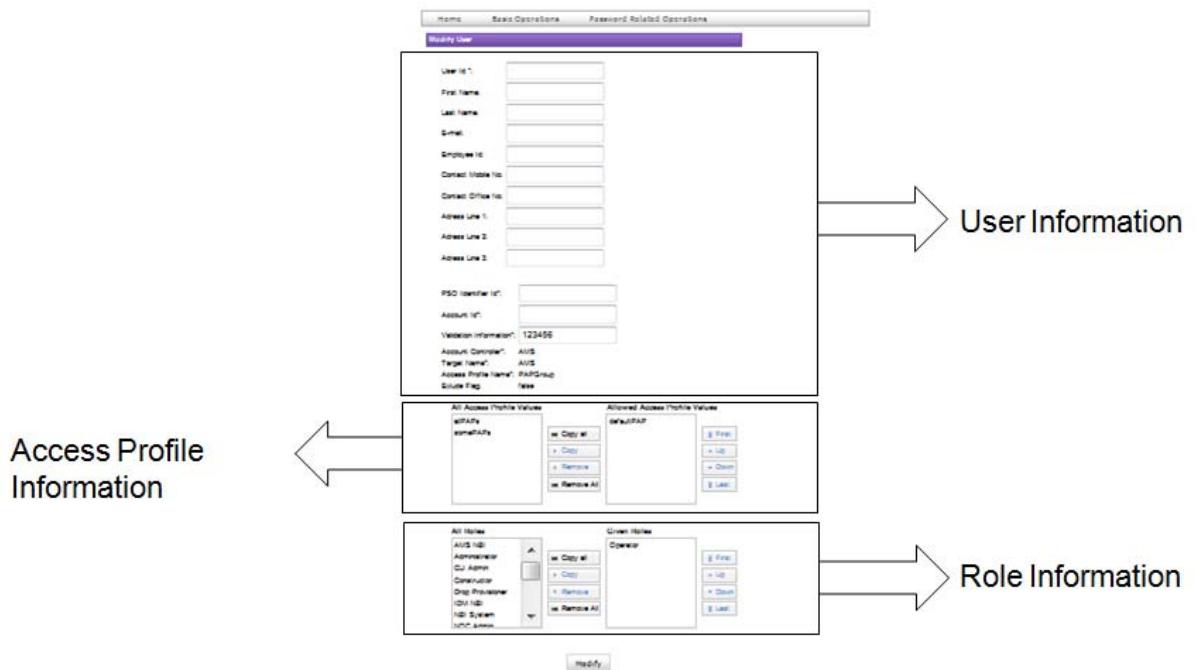 Home Basic Operations Password Related Operations
Modify User
User Id *:
First Name:
Last Name:
E-mail:
Employee Id:
Contact Mobile No:
Contact Office No:
Adress Line 1:
Adress Line 2:
Adress Line 3:
User Information
PSO Identifier Id*:
Account Id*:
Validation Information*: 123456
Account Controller*: AMS
Target Name*: AMS
Access Profile Name*: PAPGroup
Exlude Flag: false
All Access Profile Values Allowed Access Profile Values
allPAPs defaultPAP
somePAPs
Copy all First
Copy Up
Remove Down
Remove All Last
Access Profile
Information
All Roles Given Roles
AMS NBI Operator
Administrator
CLI Admin
Constructor
Drop Provisioner
IDM NBI
NBI System
NOC Admin
Copy all First
Copy Up
Remove Down
Remove All Last
Role Information
Modify